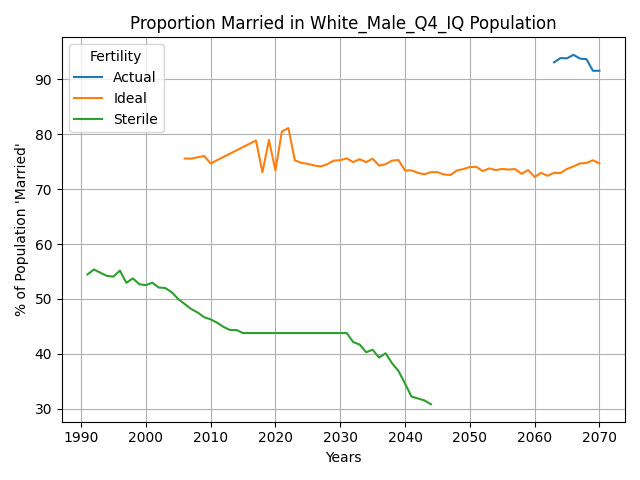 Proportion Married in White_Male_Q4_IQ Population
% of Population 'Married'
Fertility
Actual
Ideal
Sterile
90
80
70
60
50
40
30
1990 2000 2010 2020 2030 2040 2050 2060 2070
Years